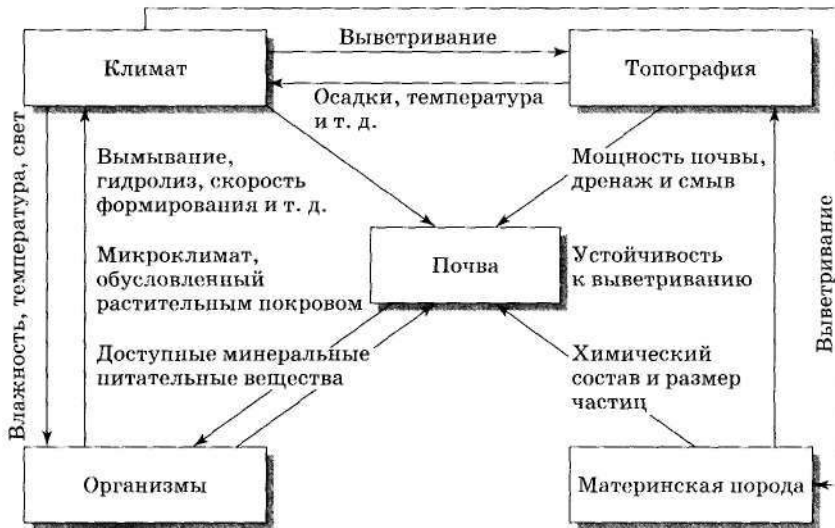 Выветривание
Климат
Топография
Осадки, температура
и т. д.
Вымывание,
гидролиз, скорость
формирования и т. д.
Мощность почвы,
дренаж и смыв
Микроклимат,
обусловленный
растительным покровом
Почва
Устойчивость
к выветриванию
Доступные минеральные
питательные вещества
Химический
состав и размер
частиц
Организмы
Материнская порода
Влажность, температура, свет
Выветривание